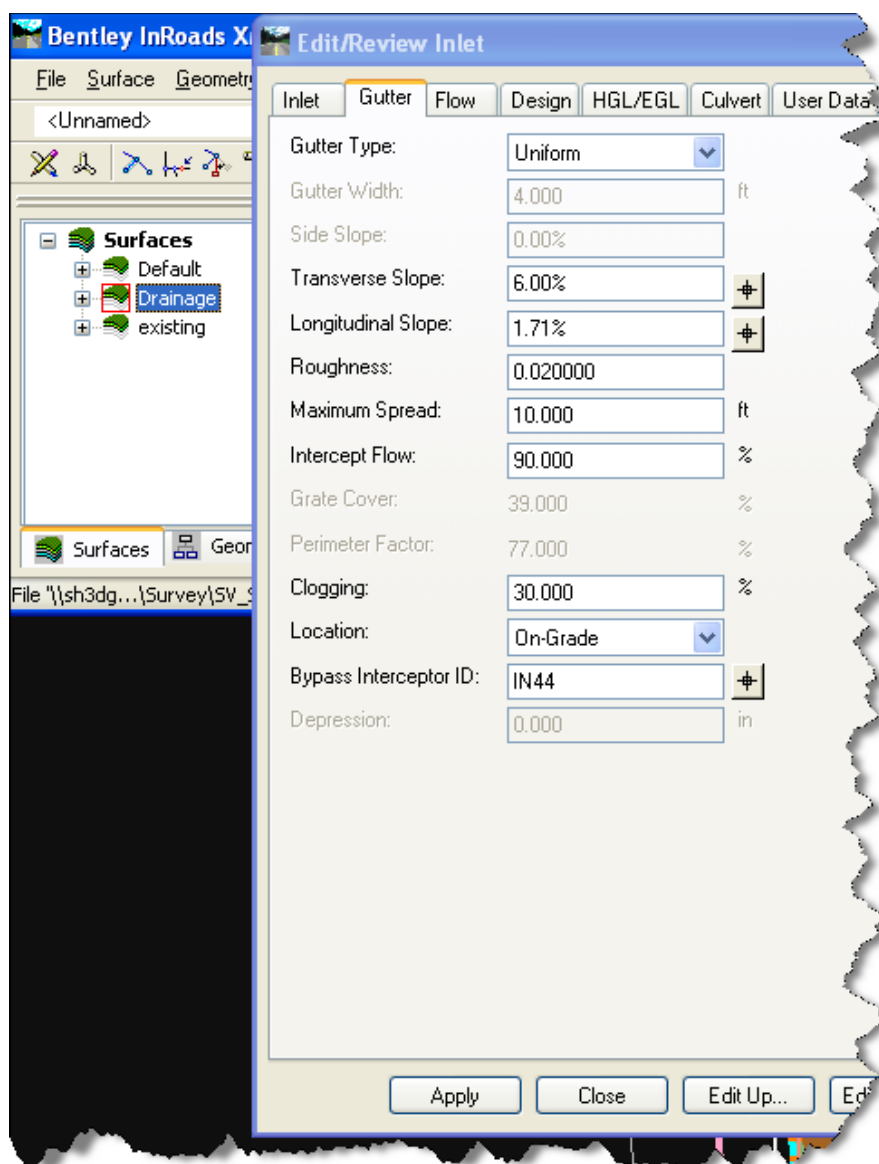 Bentley InRoads
File Surface Geometry
<Unnamed>
Surfaces
Default
Drainage
existing
Surfaces
Geor
File "\\sh3dg...\Survey\SV_S
Edit/Review Inlet
Inlet Gutter Flow Design HGL/EGL Culvert User Data
Gutter Type: Uniform
Gutter Width: 4.000 ft
Side Slope: 0.00%
Transverse Slope: 6.00%
Longitudinal Slope: 1.71%
Roughness: 0.020000
Maximum Spread: 10.000 ft
Intercept Flow: 90.000 %
Grate Cover: 39.000 %
Perimeter Factor: 77.000 %
Clogging: 30.000 %
Location: On-Grade
Bypass Interceptor ID: IN44
Depression: 0.000 in
Apply Close Edit Up...